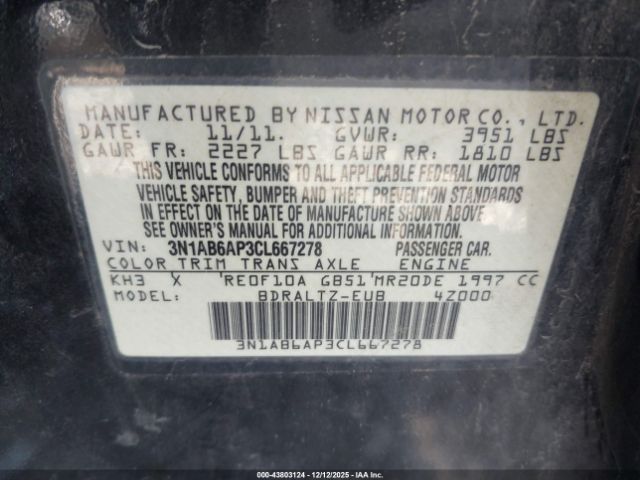 MANUFACTURED BY NISSAN MOTOR CO., LTD.
DATE: 11/11. GVWR: 3951 LBS
GAWR FR: 2227 LBS GAWR RR: 1810 LBS
THIS VEHICLE CONFORMS TO ALL APPLICABLE FEDERAL MOTOR
VEHICLE SAFETY, BUMPER AND THEFT PREVENTION STANDARDS
IN EFFECT ON THE DATE OF MANUFACTURE SHOWN ABOVE.
SEE OWNER'S MANUAL FOR ADDITIONAL INFORMATION.
VIN: 3N1AB6AP3CL667278 PASSENGER CAR.
COLOR TRIM TRANS AXLE ENGINE
KH3 X 'RE0F10A GB51'MR20DE 1997 CC
MODEL: BDRALTZ-EUB 4Z000
3N1AB6AP3CL667278
000-43803124 | 12/12/2025 - IAA